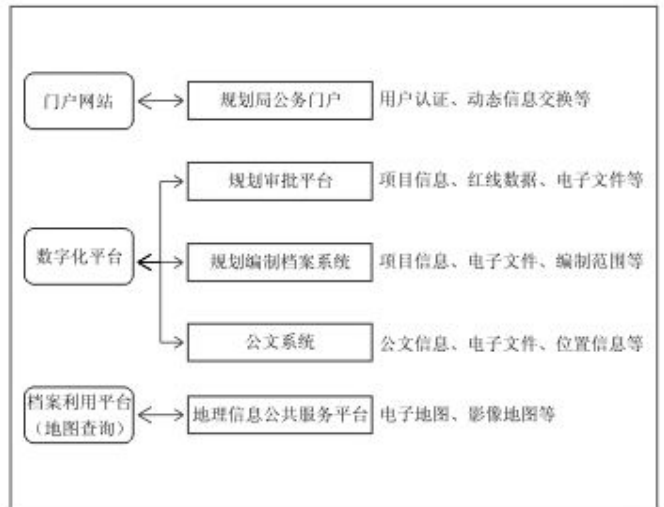 门户网站 规划局公务门户 用户认证、动态信息交换等
规划审批平台 项目信息、红线数据、电子文件等
数字化平台 规划编制档案系统 项目信息、电子文件、编制范围等
公文系统 公文信息、电子文件、位置信息等
档案利用平台
（地图查询） 地理信息公共服务平台 电子地图、影像地图等